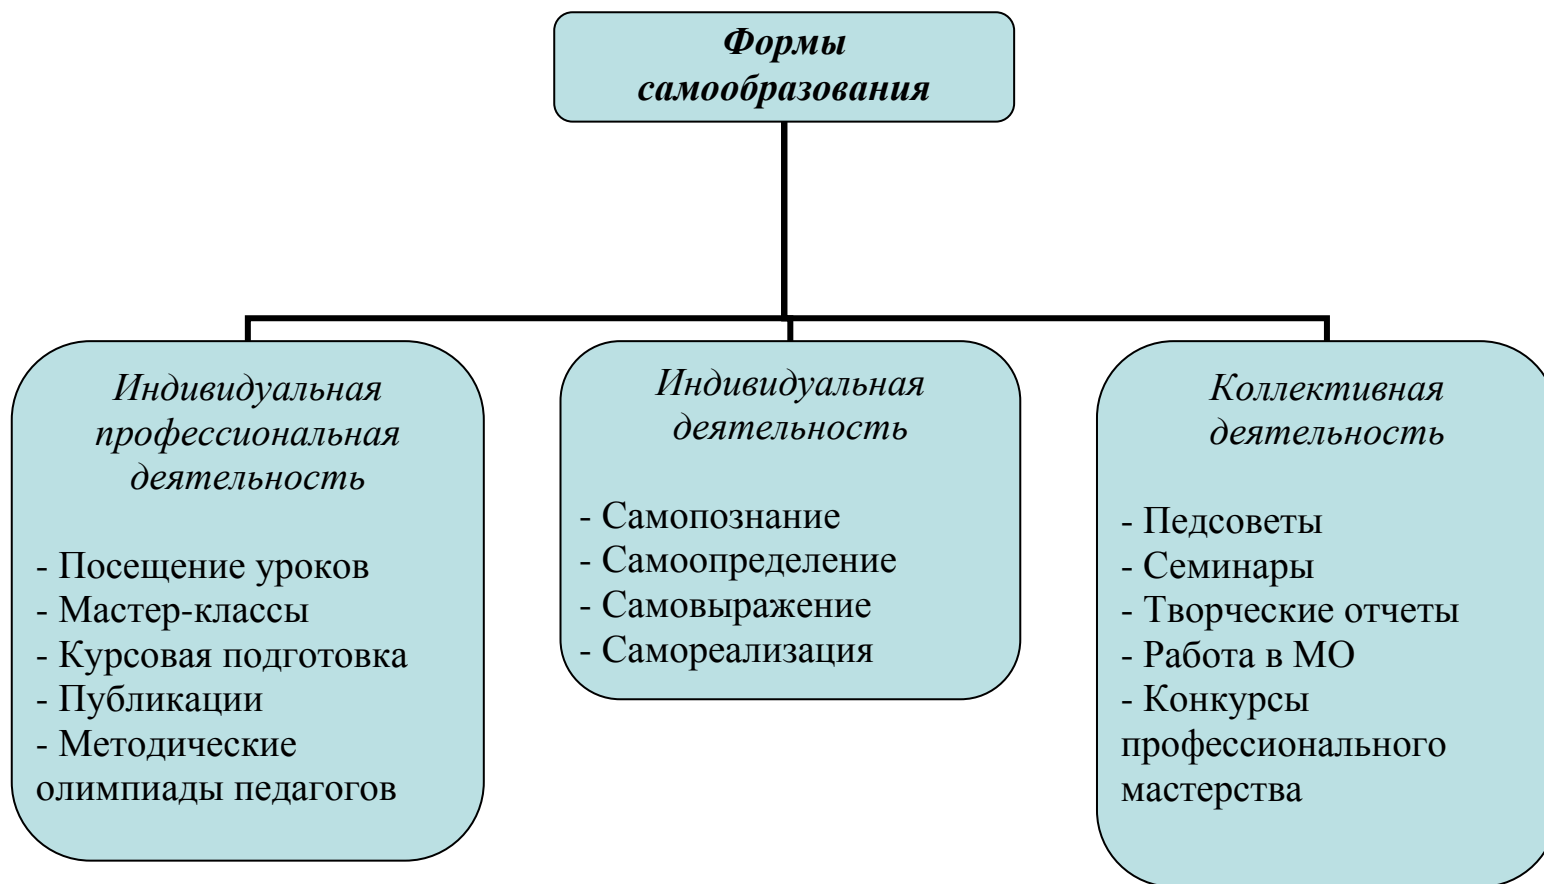 Формы
самообразования
Индивидуальная
профессиональная
деятельность
- Посещение уроков
- Мастер-классы
- Курсовая подготовка
- Публикации
- Методические
олимпиады педагогов
Индивидуальная
деятельность
- Самопознание
- Самоопределение
- Самовыражение
- Самореализация
Коллективная
деятельность
- Педсоветы
- Семинары
- Творческие отчеты
- Работа в МО
- Конкурсы
профессионального
мастерства